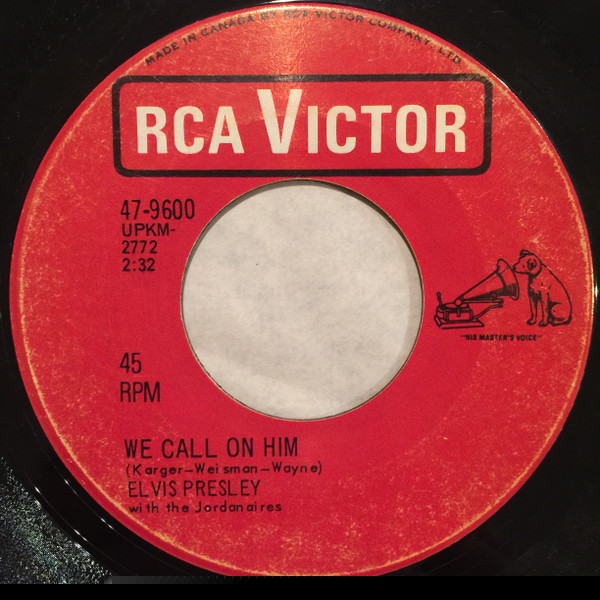 MADE IN CANADA BY RCA VICTOR COMPANY, LTD.
RCA VICTOR
47-9600
UPKM-
2772
2:32
"HIS MASTER'S VOICE"
45
RPM
WE CALL ON HIM
(Karger-Weisman-Wayne)
ELVIS PRESLEY
with the Jordanaires